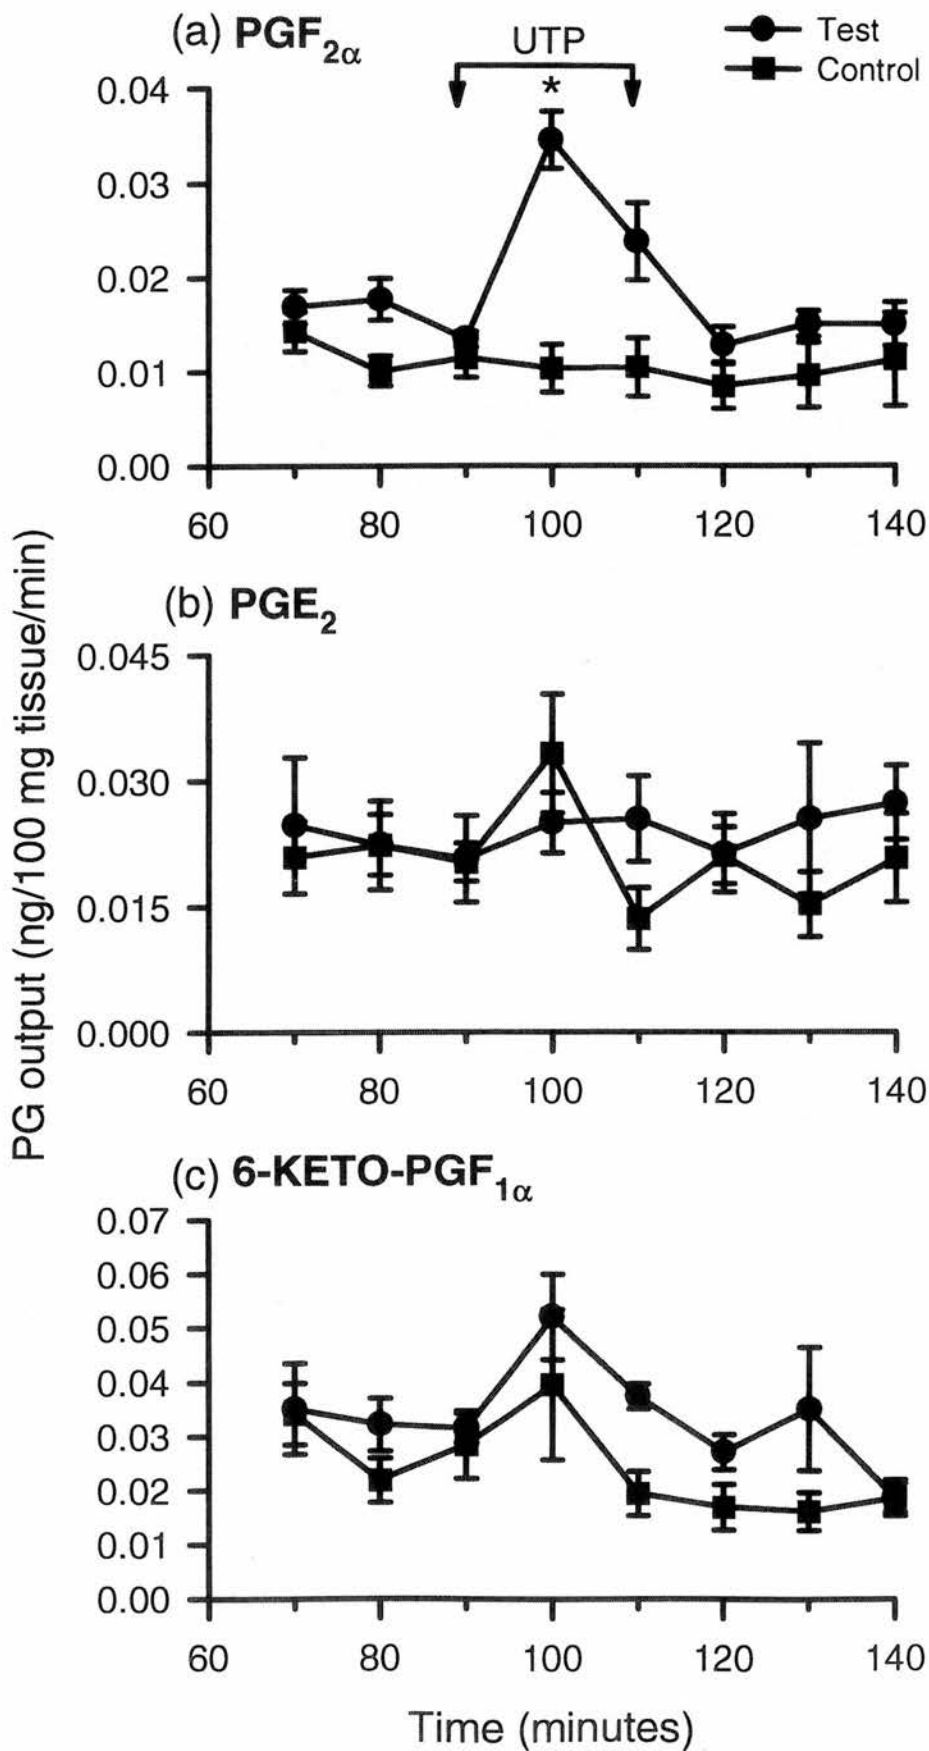 (a) PGF2α
UTP
*
Test
Control
0.04
0.03
0.02
0.01
0.00
60 80 100 120 140
PG output (ng/100 mg tissue/min)
(b) PGE2
0.045
0.030
0.015
0.000
60 80 100 120 140
(c) 6-KETO-PGF1α
0.07
0.06
0.05
0.04
0.03
0.02
0.01
0.00
60 80 100 120 140
Time (minutes)